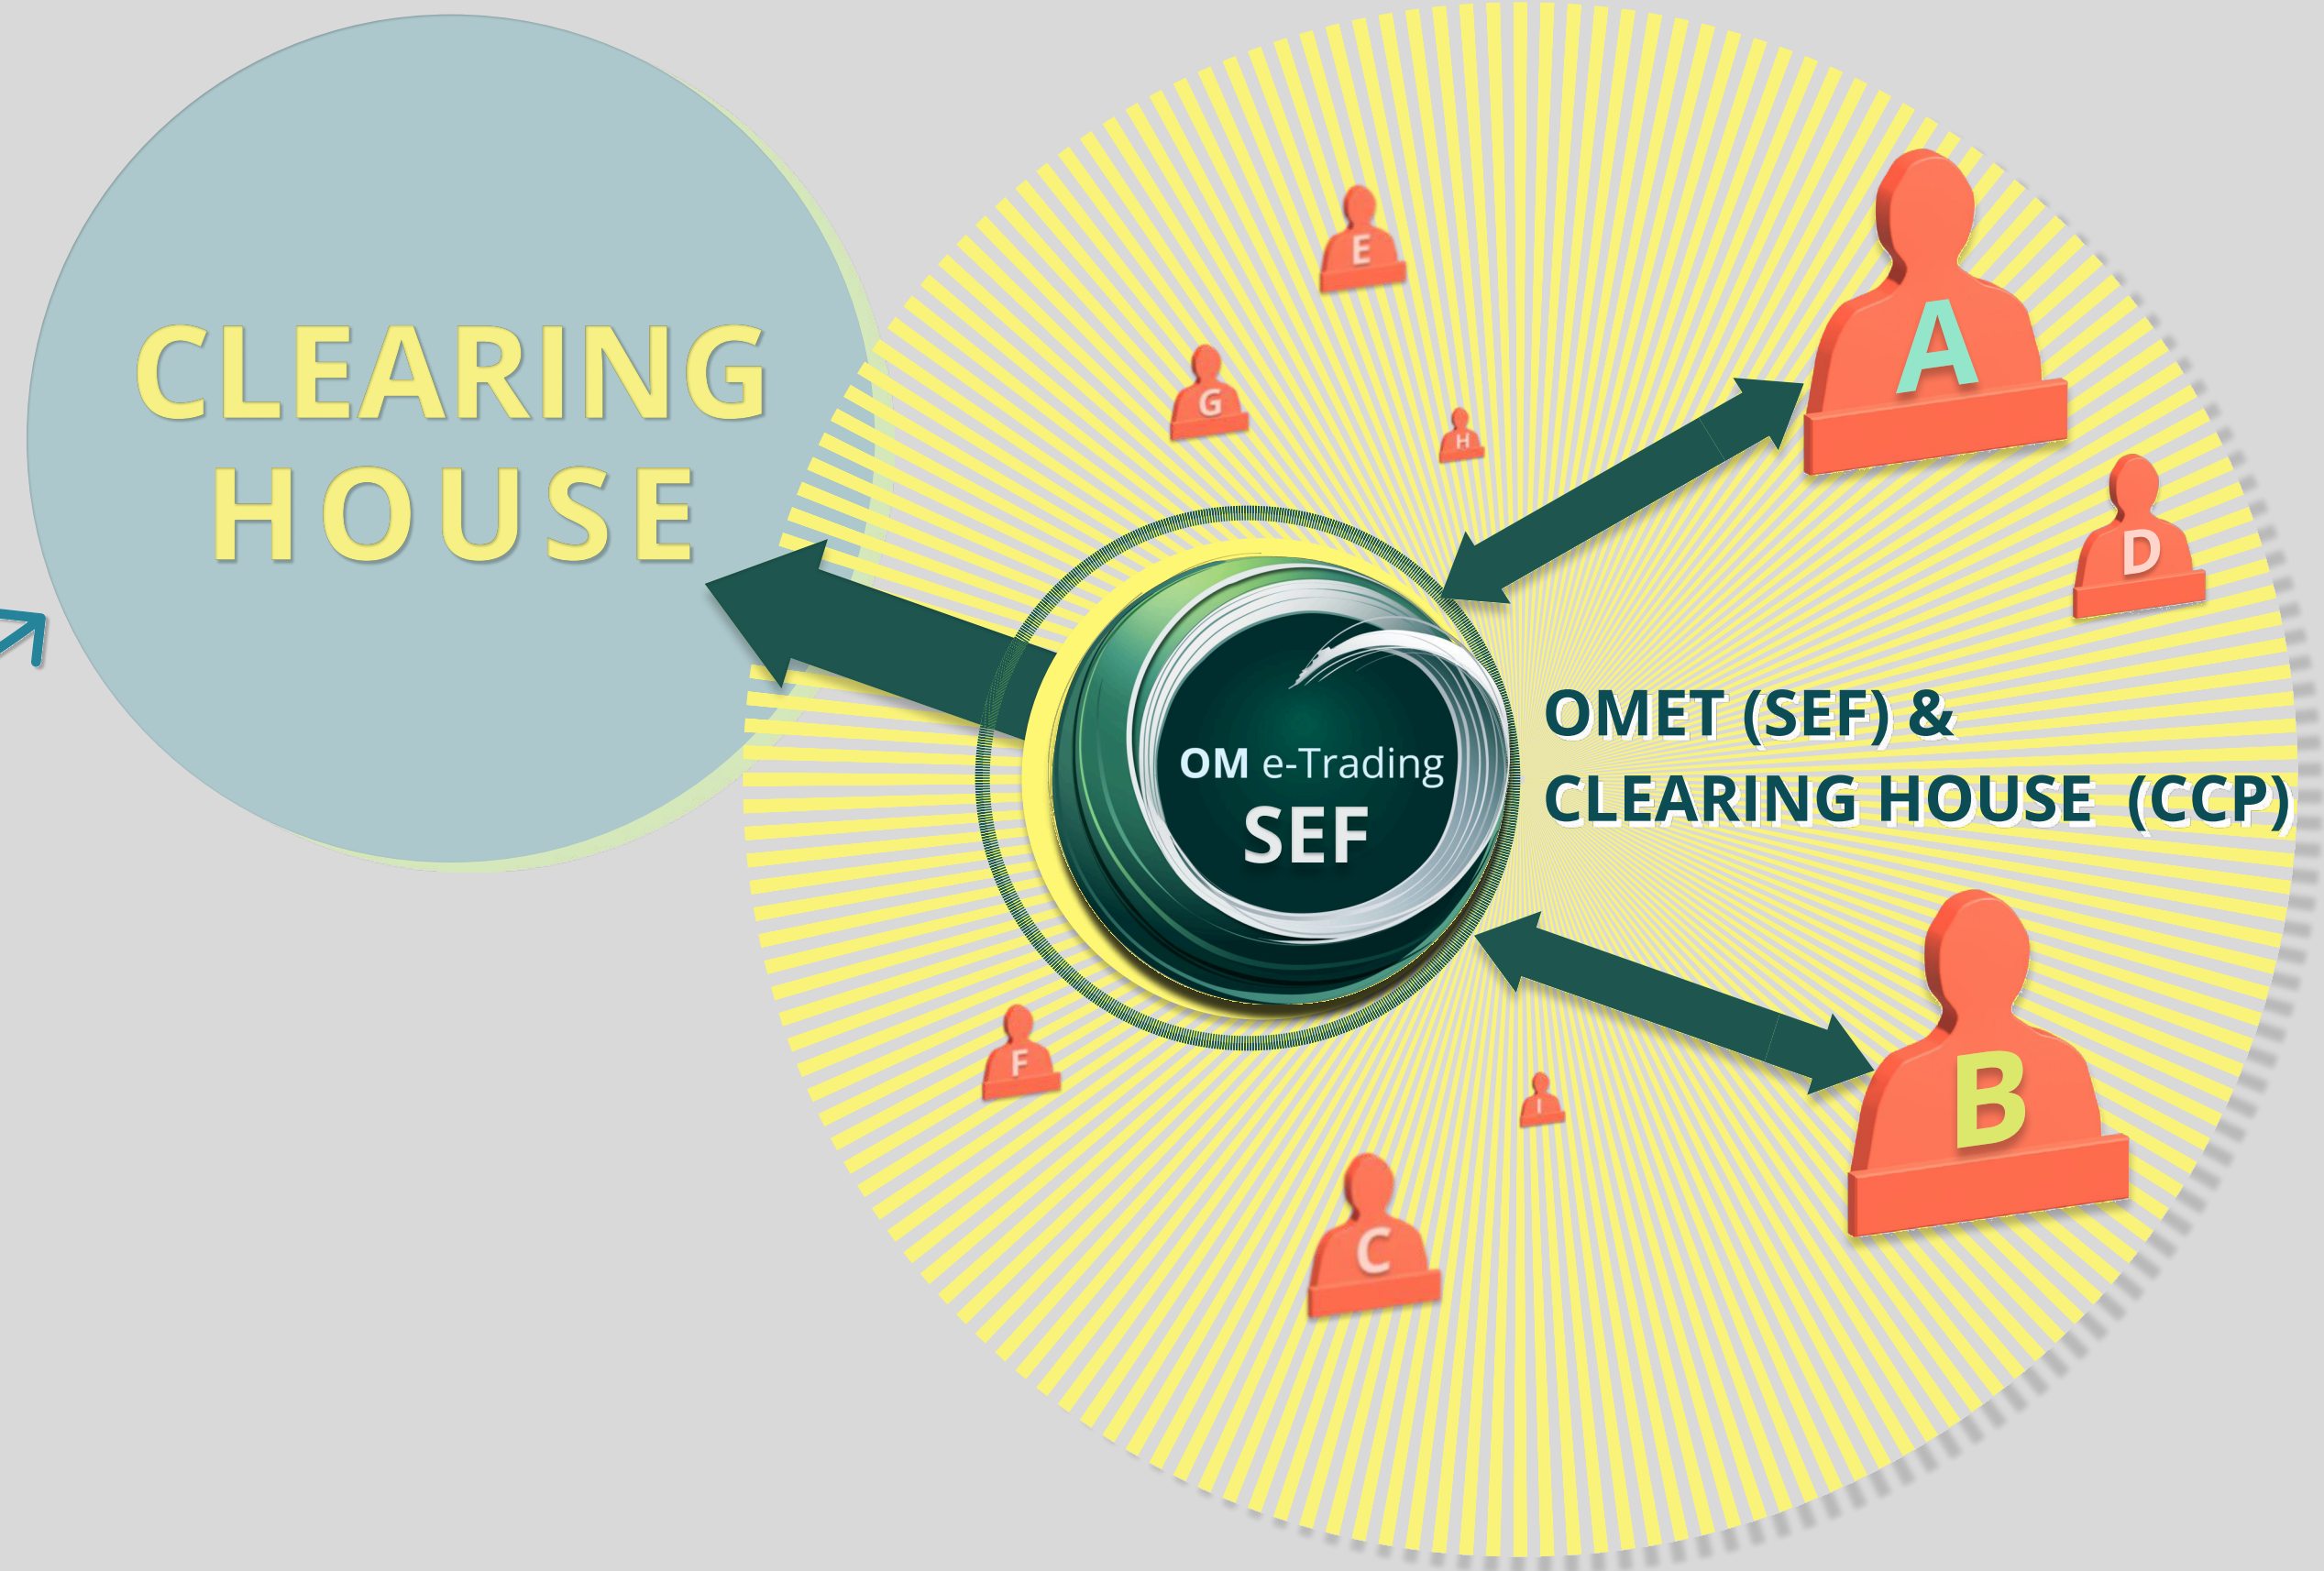 CLEARING
HOUSE
E
G
H
A
D
OM e-Trading
SEF
OMET (SEF) &
CLEARING HOUSE (CCP)
F
I
C
B